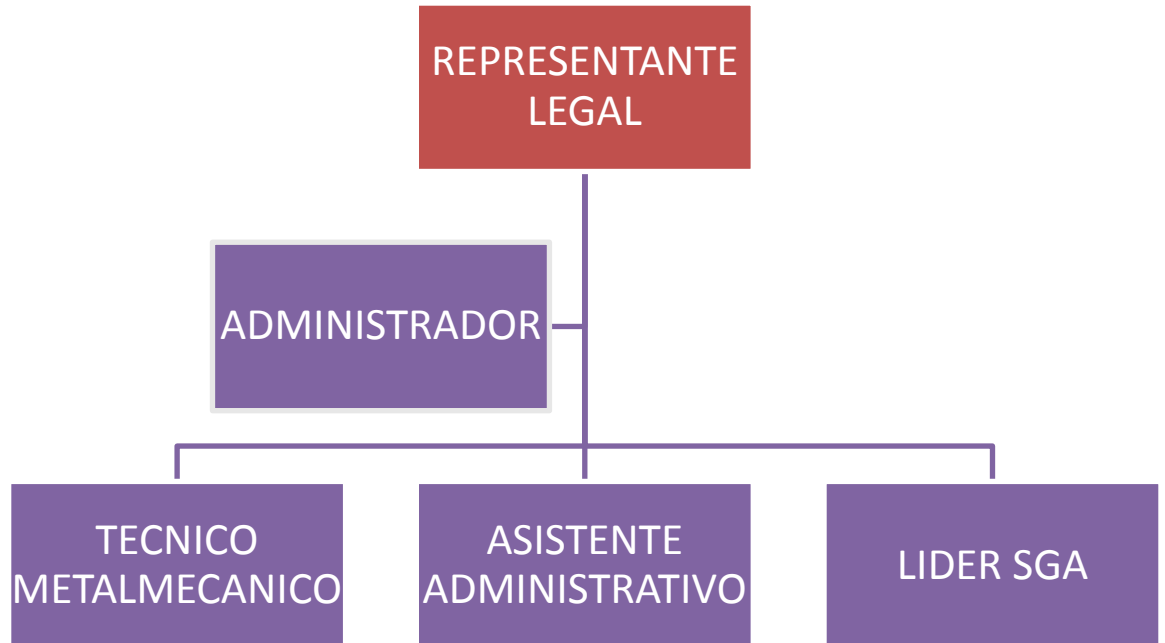 REPRESENTANTE
LEGAL
ADMINISTRADOR
TECNICO
METALMECANICO
ASISTENTE
ADMINISTRATIVO
LIDER SGA